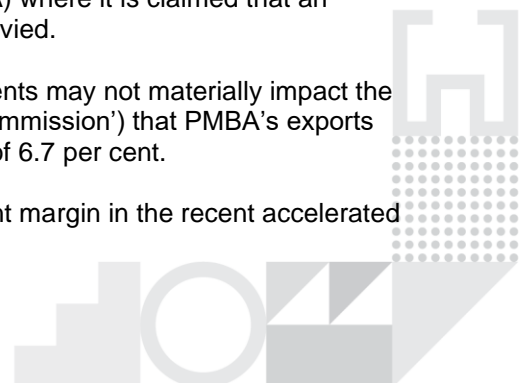 A) where it is claimed that an
vied.
ents may not materially impact the
ommission') that PMBA's exports
of 6.7 per cent.
nt margin in the recent accelerated